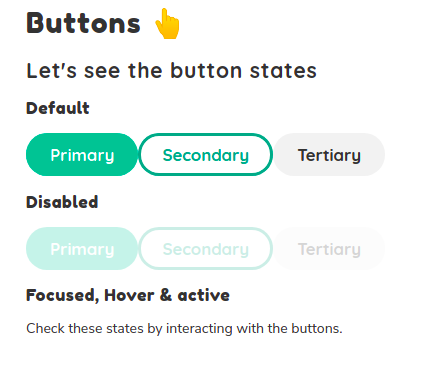 Buttons 👆
Let's see the button states
Default
Primary Secondary Tertiary
Disabled
Primary Secondary Tertiary
Focused, Hover & active
Check these states by interacting with the buttons.